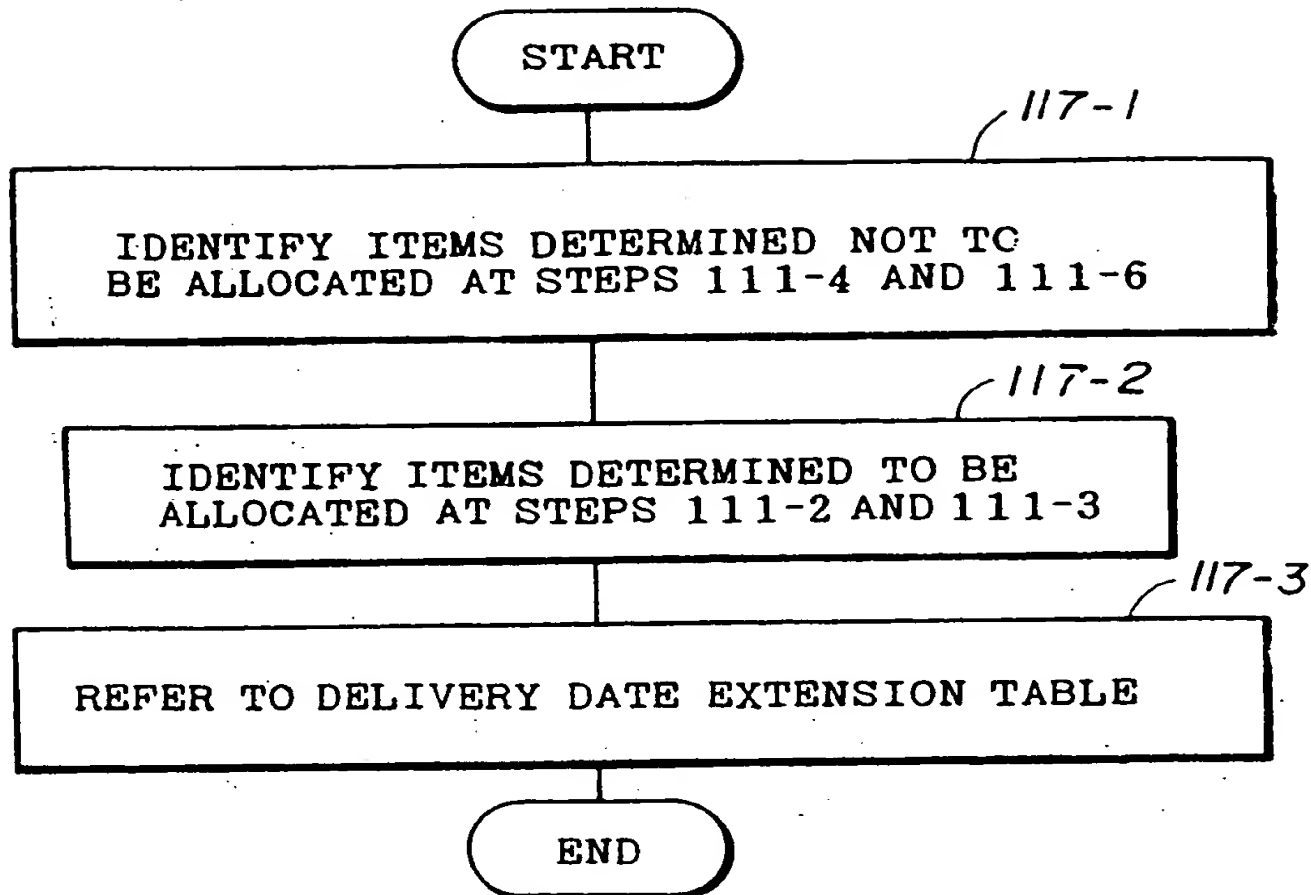 START
117-1
IDENTIFY ITEMS DETERMINED NOT TO
BE ALLOCATED AT STEPS 111-4 AND 111-6
117-2
IDENTIFY ITEMS DETERMINED TO BE
ALLOCATED AT STEPS 111-2 AND 111-3
117-3
REFER TO DELIVERY DATE EXTENSION TABLE
END